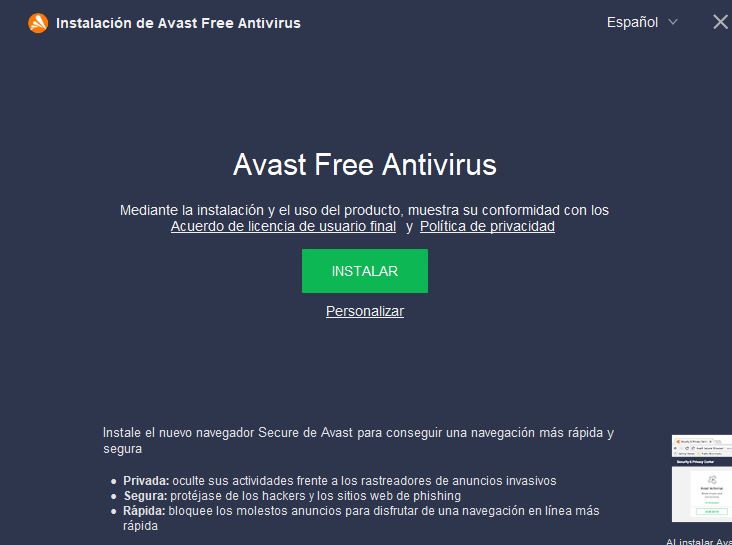 Instalación de Avast Free Antivirus
Español
Avast Free Antivirus
Mediante la instalación y el uso del producto, muestra su conformidad con los
Acuerdo de licencia de usuario final y Política de privacidad
INSTALAR
Personalizar
Instale el nuevo navegador Secure de Avast para conseguir una navegación más rápida y
segura
• Privada: oculte sus actividades frente a los rastreadores de anuncios invasivos
• Segura: protéjase de los hackers y los sitios web de phishing
• Rápida: bloquee los molestos anuncios para disfrutar de una navegación en línea más
rápida
Security & Privacy Center
Al instalar Ava